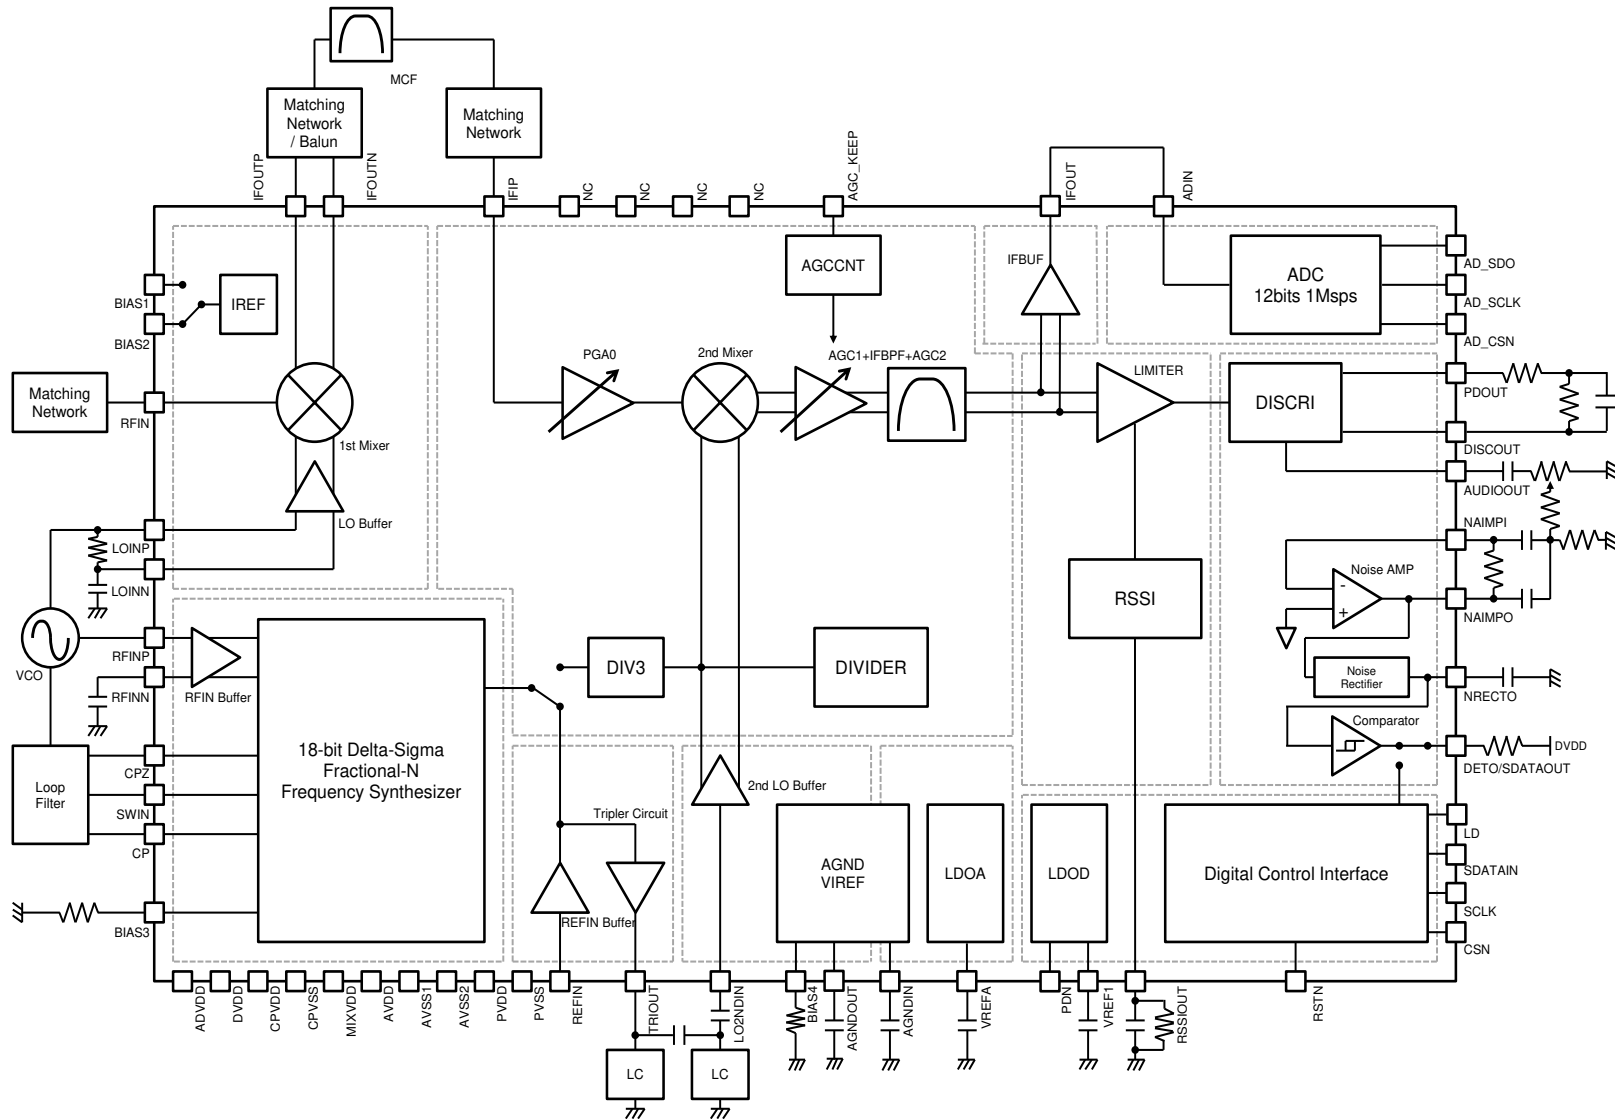 MCF
Matching
Network
/ Balun
Matching
Network
IFOUTP
IFOUTN
IFIP
NC
NC
NC
NC
AGC_KEEP
IFOUT
ADIN
BIAS1
BIAS2
IREF
AGCCNT
IFBUF
ADC
12bits 1Msps
AD_SDO
AD_SCLK
AD_CSN
Matching
Network
RFIN
1st Mixer
PGA0
2nd Mixer
AGC1+IFBPF+AGC2
LIMITER
DISCRI
PDOUT
DISCOUT
AUDIOOUT
LO Buffer
LOINP
LOINN
NAIMPI
Noise AMP
-
+
NAIMPO
RSSI
VCO
RFINP
RFINN
RFIN Buffer
DIV3
DIVIDER
Noise
Rectifier
NRECTO
18-bit Delta-Sigma
Fractional-N
Frequency Synthesizer
Comparator
DVDD
DETO/SDATAOUT
Loop
Filter
CPZ
SWIN
CP
2nd LO Buffer
Tripler Circuit
REFIN Buffer
AGND
VIREF
LDOA
LDOD
Digital Control Interface
LD
SDATAIN
SCLK
CSN
BIAS3
ADVDD
DVDD
CPVDD
CPVSS
MIXVDD
AVDD
AVSS1
AVSS2
PVDD
PVSS
REFIN
TRIOUT
LO2NDIN
BIAS4
AGNDOUT
AGNDIN
VREFA
PDN
VREF1
RSSIOUT
RSTN
LC
LC